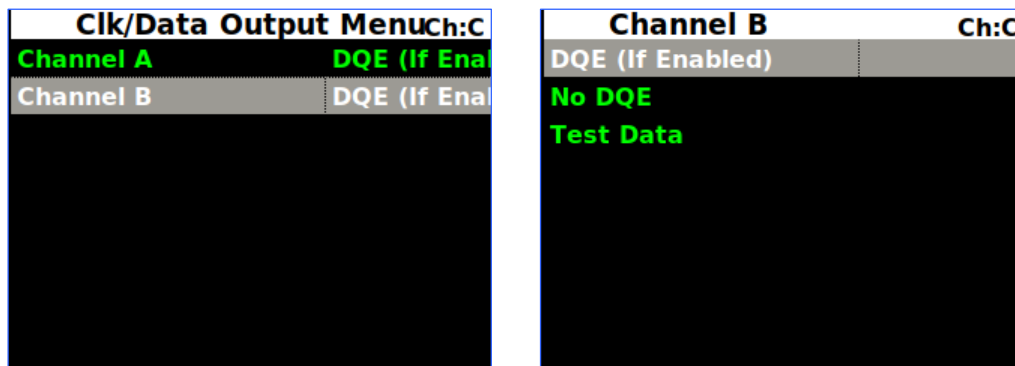 Clk/Data Output Menu Ch:C
Channel A DQE (If Enal
Channel B DQE (If Enal
Channel B Ch:C
DQE (If Enabled)
No DQE
Test Data